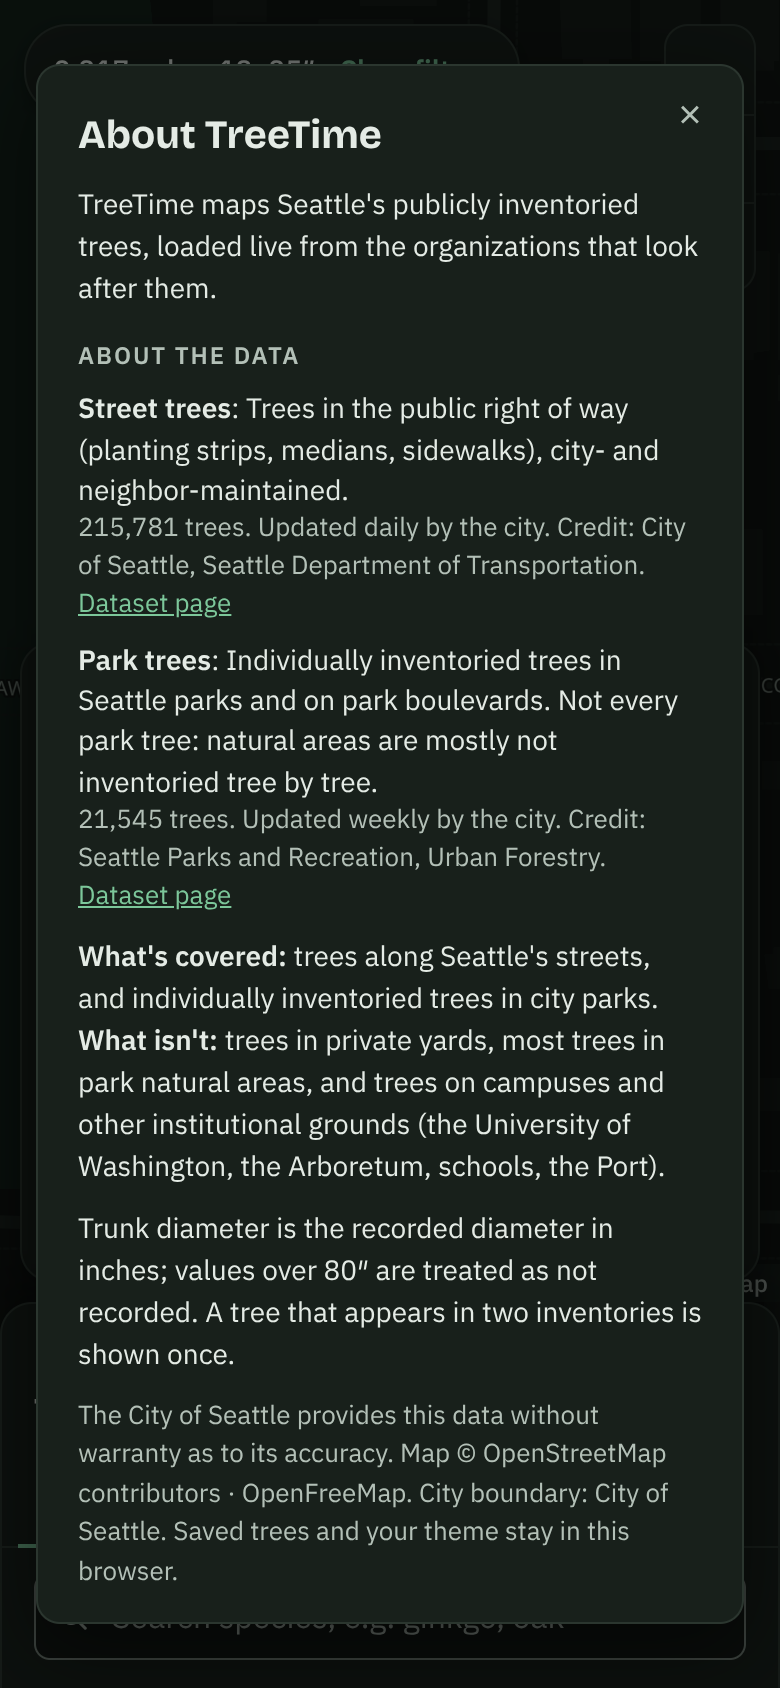 About TreeTime
×
TreeTime maps Seattle's publicly inventoried
trees, loaded live from the organizations that look
after them.
ABOUT THE DATA
Street trees: Trees in the public right of way
(planting strips, medians, sidewalks), city- and
neighbor-maintained.
215,781 trees. Updated daily by the city. Credit: City
of Seattle, Seattle Department of Transportation.
Dataset page
Park trees: Individually inventoried trees in
Seattle parks and on park boulevards. Not every
park tree: natural areas are mostly not
inventoried tree by tree.
21,545 trees. Updated weekly by the city. Credit:
Seattle Parks and Recreation, Urban Forestry.
Dataset page
What's covered: trees along Seattle's streets,
and individually inventoried trees in city parks.
What isn't: trees in private yards, most trees in
park natural areas, and trees on campuses and
other institutional grounds (the University of
Washington, the Arboretum, schools, the Port).
Trunk diameter is the recorded diameter in
inches; values over 80″ are treated as not
recorded. A tree that appears in two inventories is
shown once.
The City of Seattle provides this data without
warranty as to its accuracy. Map © OpenStreetMap
contributors · OpenFreeMap. City boundary: City of
Seattle. Saved trees and your theme stay in this
browser.
Search species, e.g. ginkgo, oak